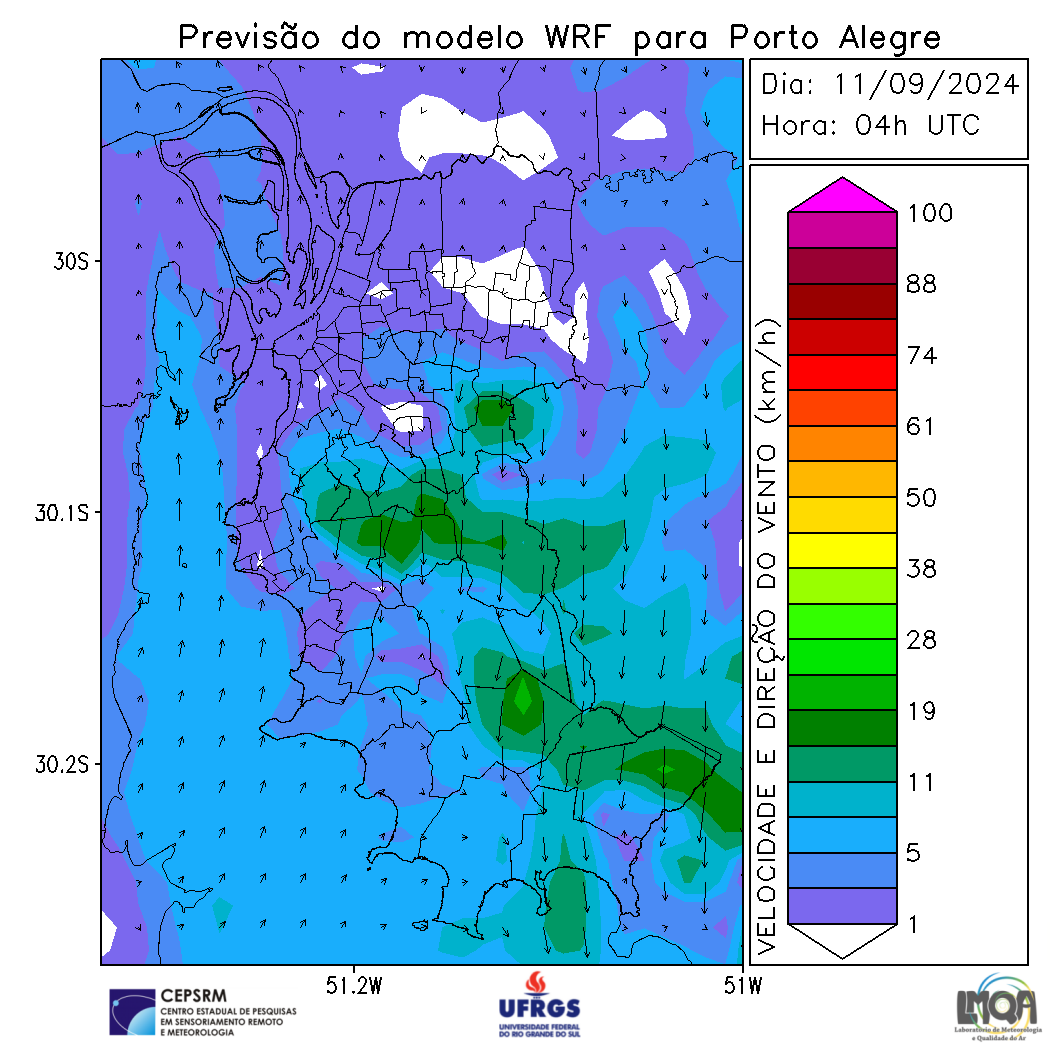 Previsão do modelo WRF para Porto Alegre
Dia: 11/09/2024
Hora: 04h UTC
30S
30.1S
30.2S
51.2W
51W
VELOCIDADE E DIREÇÃO DO VENTO (km/h)
100
88
74
61
50
38
28
19
11
5
1
CEPSRM
CENTRO ESTADUAL DE PESQUISAS
EM SENSORIAMENTO REMOTO
E METEOROLOGIA
UFRGS
UNIVERSIDADE FEDERAL
DO RIO GRANDE DO SUL
LMQA
Laboratório de Meteorologia
e Qualidade do Ar